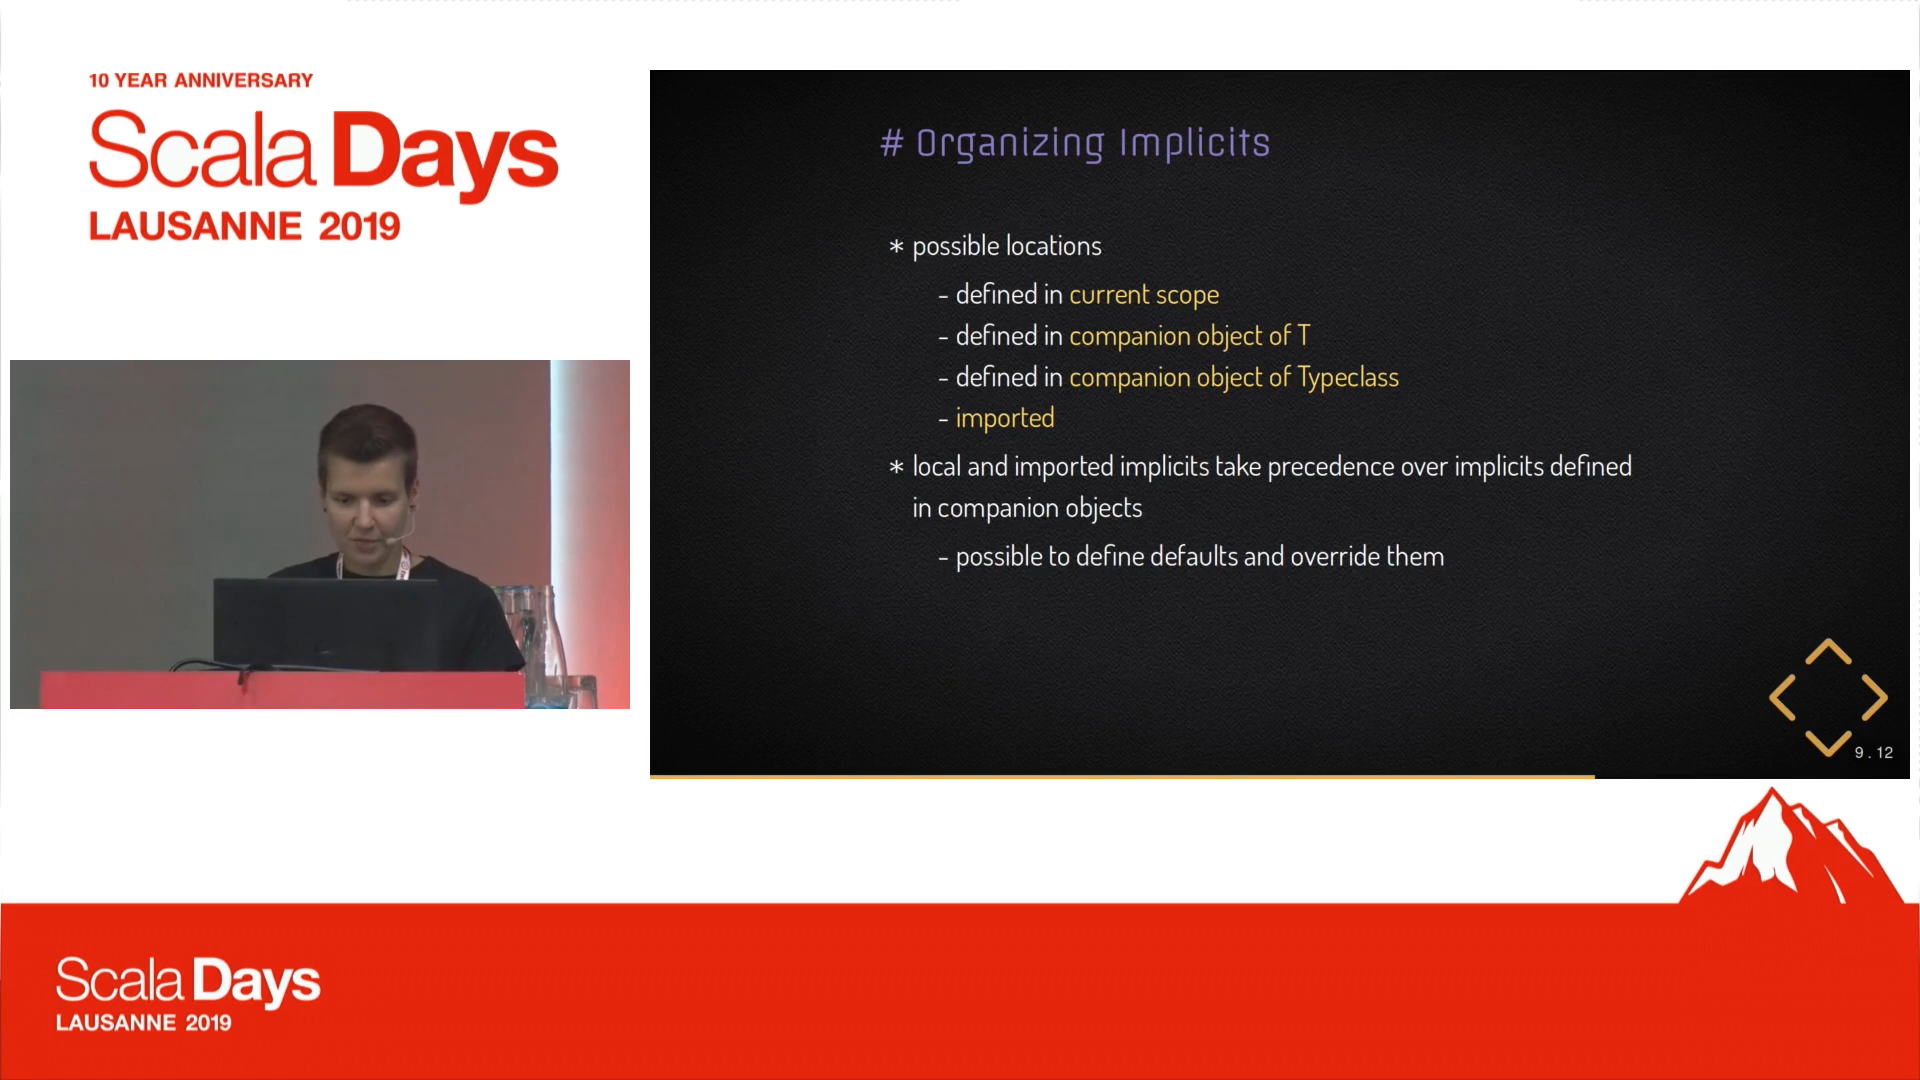 10 YEAR ANNIVERSARY
Scala Days
LAUSANNE 2019
# Organizing Implicits
* possible locations
- defined in current scope
- defined in companion object of T
- defined in companion object of Typeclass
- imported
* local and imported implicits take precedence over implicits defined
in companion objects
- possible to define defaults and override them
9.12
Scala Days
LAUSANNE 2019